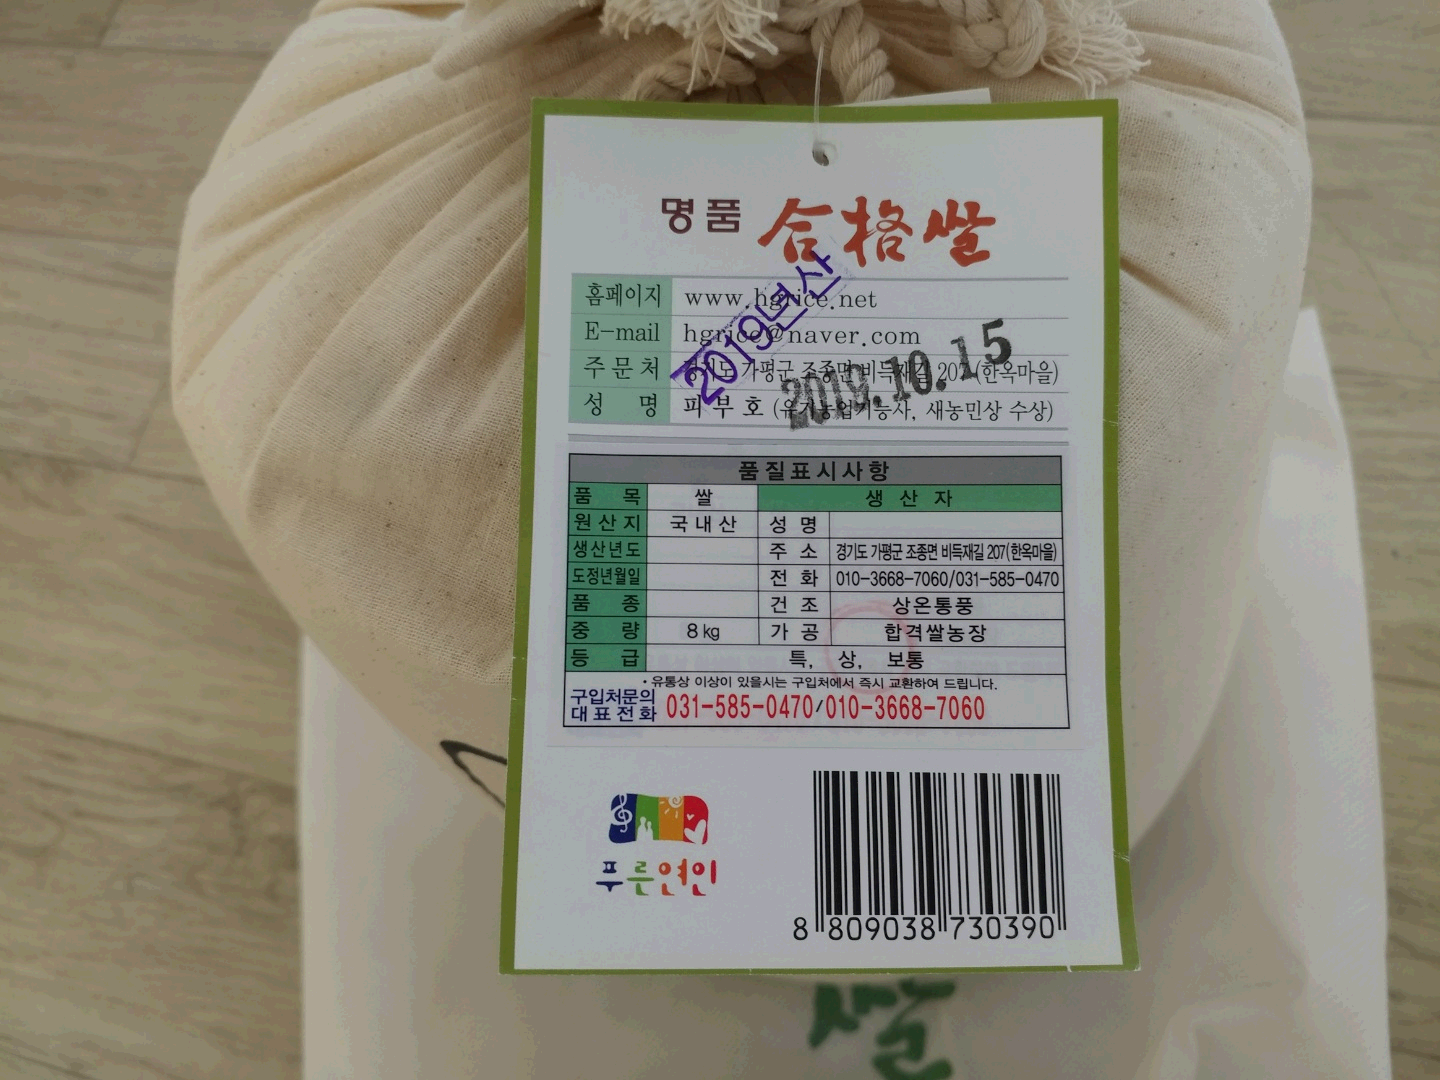 명품 合格쌀
홈페이지 www.hgrice.net
E-mail hgrice@naver.com
주문처 경기도 가평군 조종면 비득재길 207(한옥마을)
성 명 피부호 (유기농업기능사, 새농민상 수상)
2019년산
2019.10.15
품질표시사항
품 목 쌀 생 산 자
원산지 국내산 성 명
생산년도 주 소 경기도 가평군 조종면 비득재길 207(한옥마을)
도정년월일 전 화 010-3668-7060/031-585-0470
품 종 건 조 상온통풍
중 량 8kg 가 공 합격쌀농장
등 급 특, 상, 보통
• 유통상 이상이 있을시는 구입처에서 즉시 교환하여 드립니다.
구입처문의
대표전화 031-585-0470/010-3668-7060
푸른연인
8 809038 730390
쌀